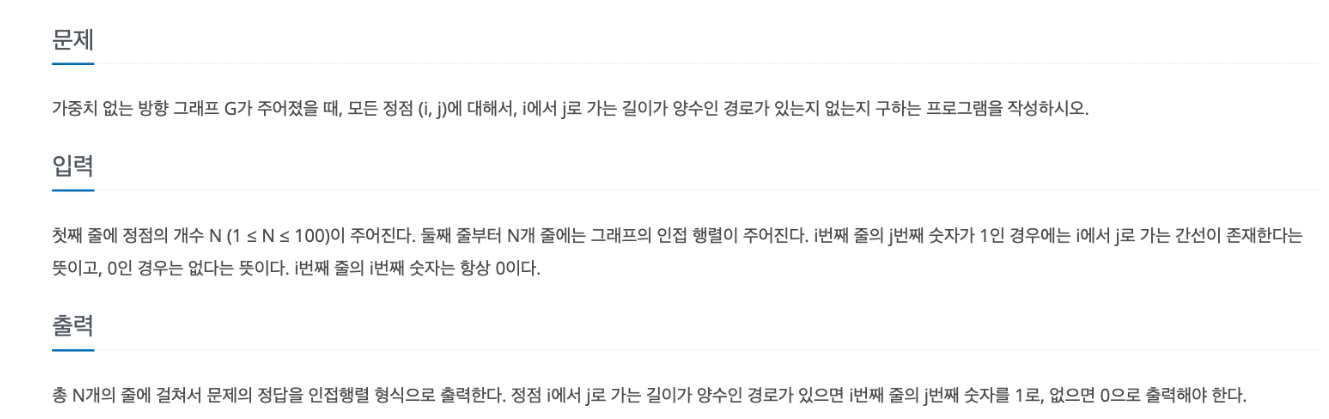 문제
가중치 없는 방향 그래프 G가 주어졌을 때, 모든 정점 (i, j)에 대해서, i에서 j로 가는 길이가 양수인 경로가 있는지 없는지 구하는 프로그램을 작성하시오.
입력
첫째 줄에 정점의 개수 N (1 ≤ N ≤ 100)이 주어진다. 둘째 줄부터 N개 줄에는 그래프의 인접 행렬이 주어진다. i번째 줄의 j번째 숫자가 1인 경우에는 i에서 j로 가는 간선이 존재한다는
뜻이고, 0인 경우는 없다는 뜻이다. i번째 줄의 i번째 숫자는 항상 0이다.
출력
총 N개의 줄에 걸쳐서 문제의 정답을 인접행렬 형식으로 출력한다. 정점 i에서 j로 가는 길이가 양수인 경로가 있으면 i번째 줄의 j번째 숫자를 1로, 없으면 0으로 출력해야 한다.